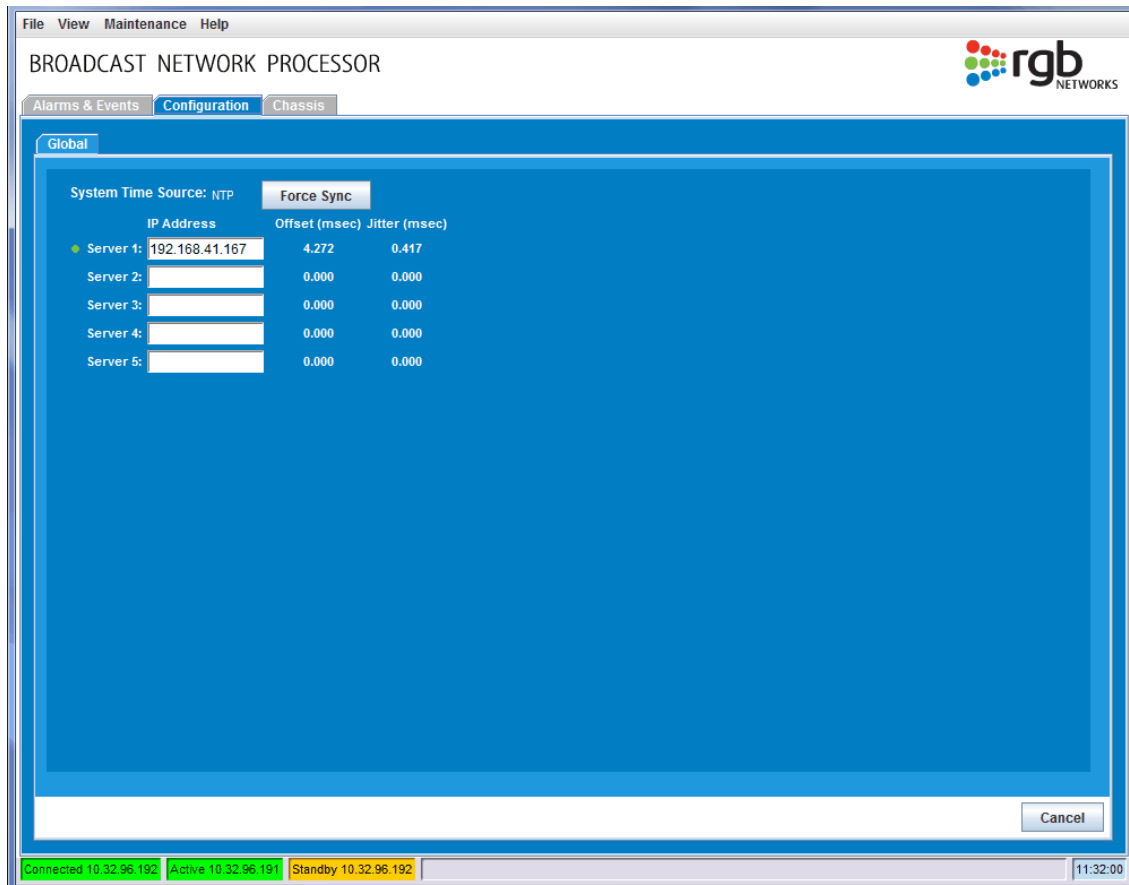 File View Maintenance Help
BROADCAST NETWORK PROCESSOR
rgb
NETWORKS
Alarms & Events Configuration Chassis
Global
System Time Source: NTP Force Sync
IP Address Offset (msec) Jitter (msec)
Server 1: 192.168.41.167 4.272 0.417
Server 2: 0.000 0.000
Server 3: 0.000 0.000
Server 4: 0.000 0.000
Server 5: 0.000 0.000
Cancel
Connected 10.32.96.192 Active 10.32.96.191 Standby 10.32.96.192 11:32:00